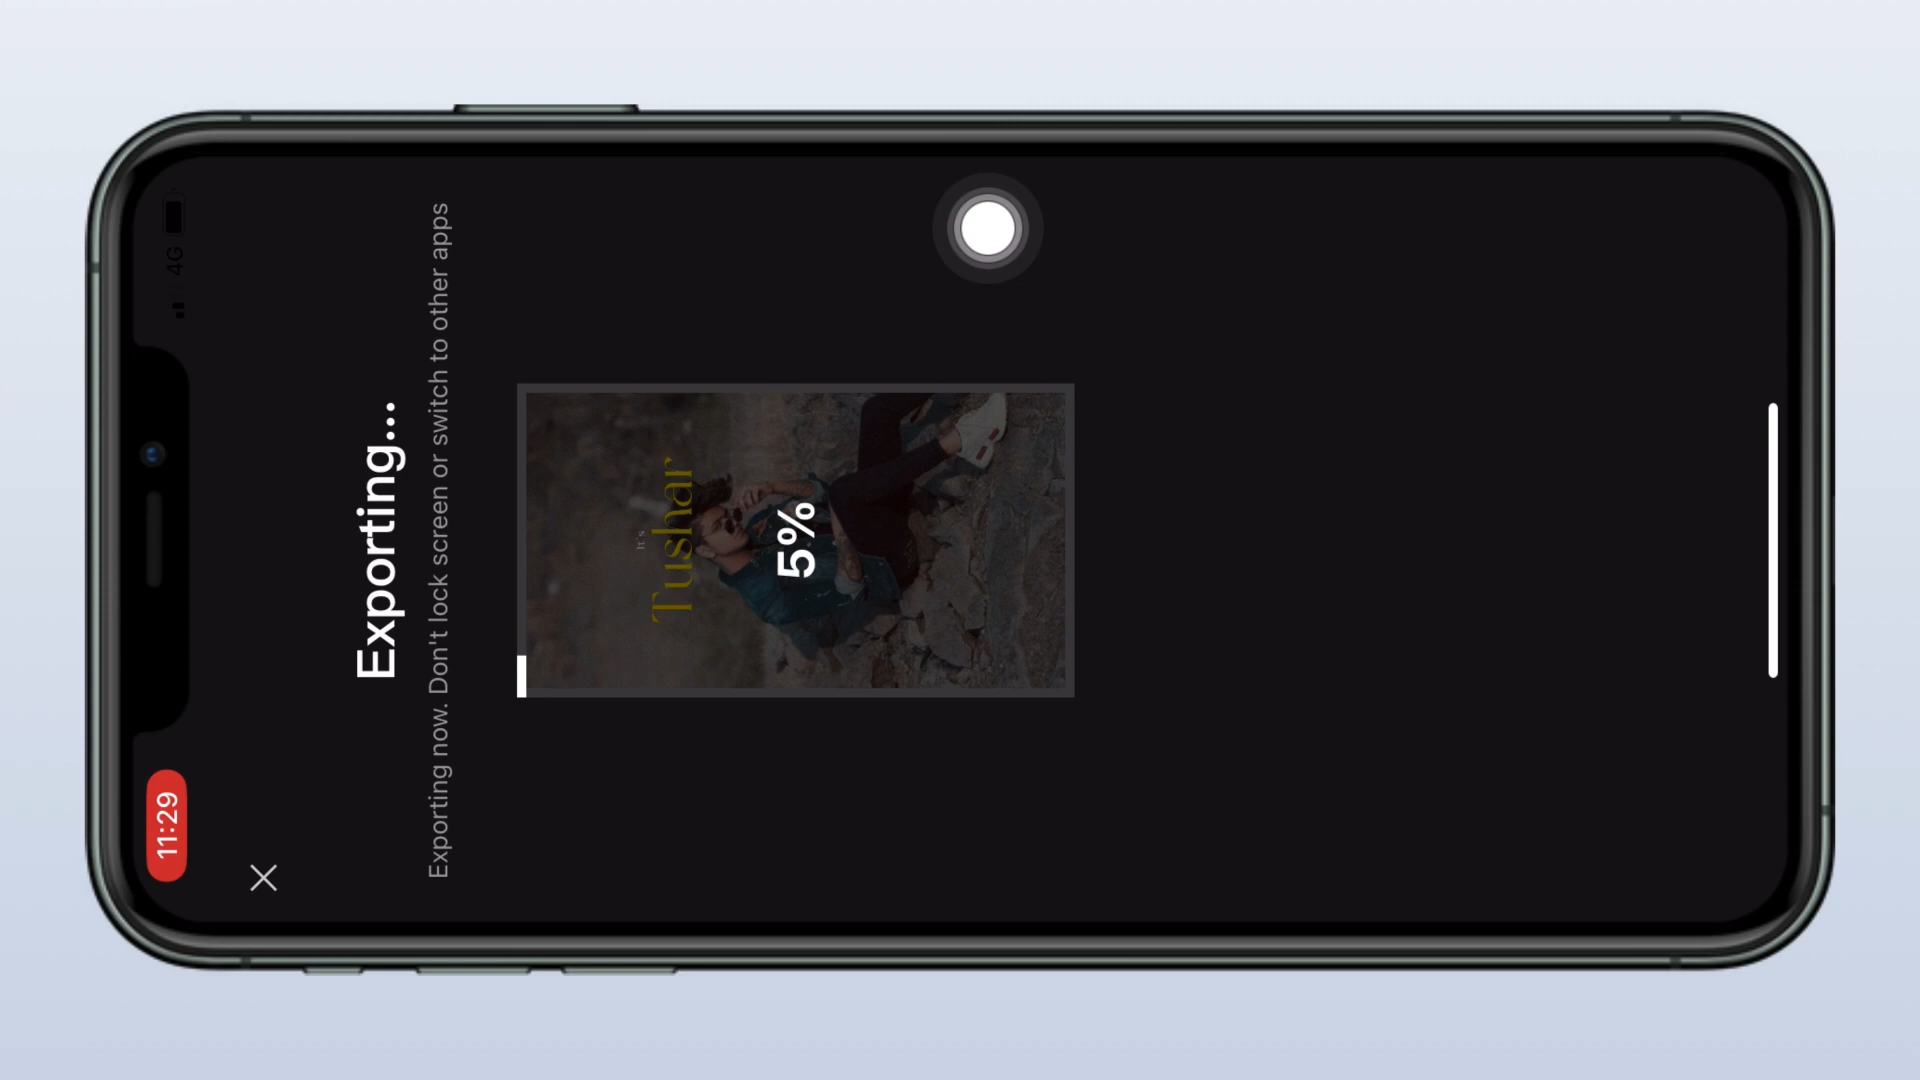 11:29
4G
Exporting...
Exporting now. Don't lock screen or switch to other apps
It's
Tushar
5%